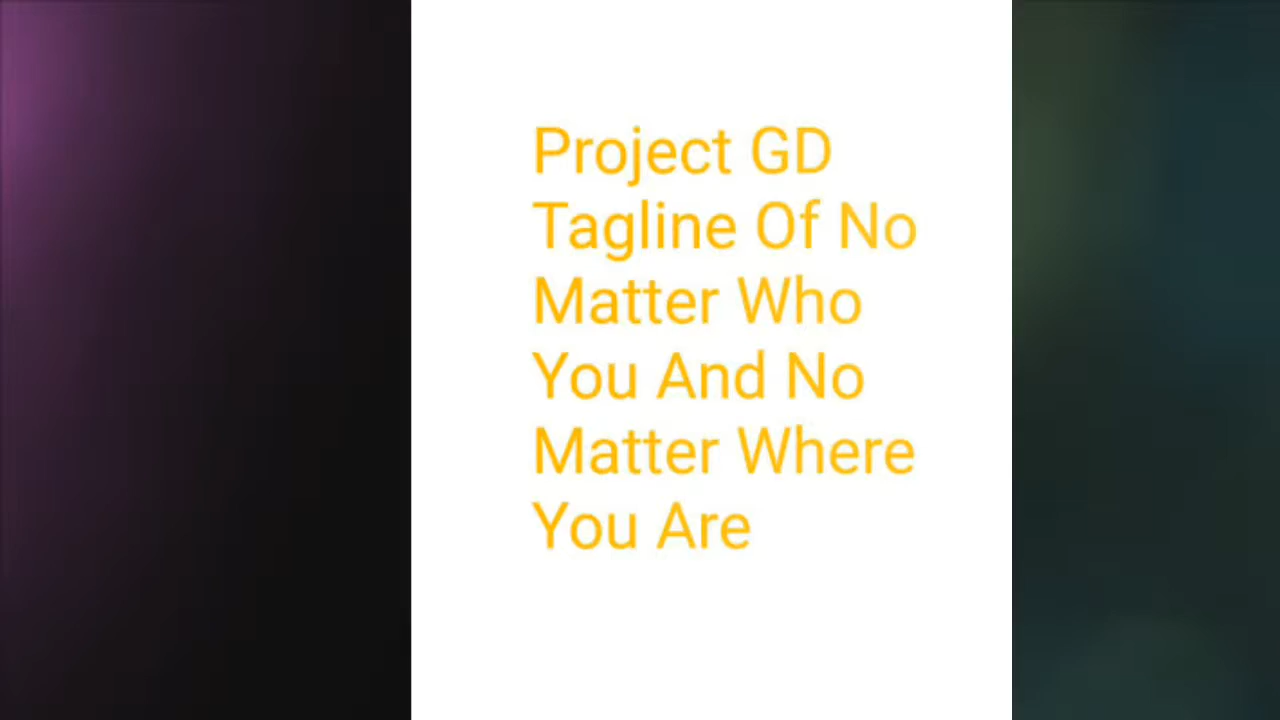 Project GD
Tagline Of No
Matter Who
You And No
Matter Where
You Are